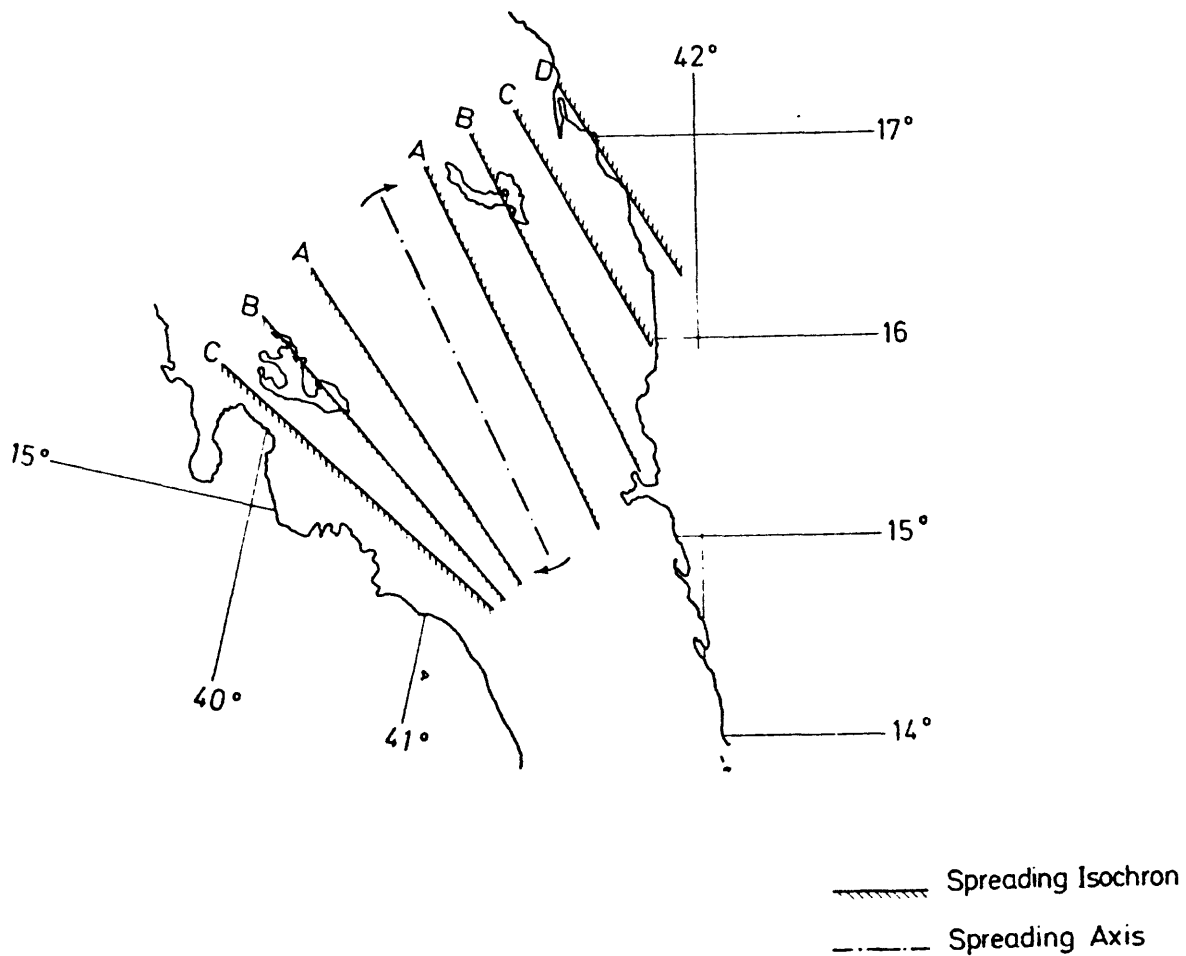 42°
D
C
B
17°
A
A
B
16
C
15°
15°
40°
41°
14°
Spreading Isochron
Spreading Axis